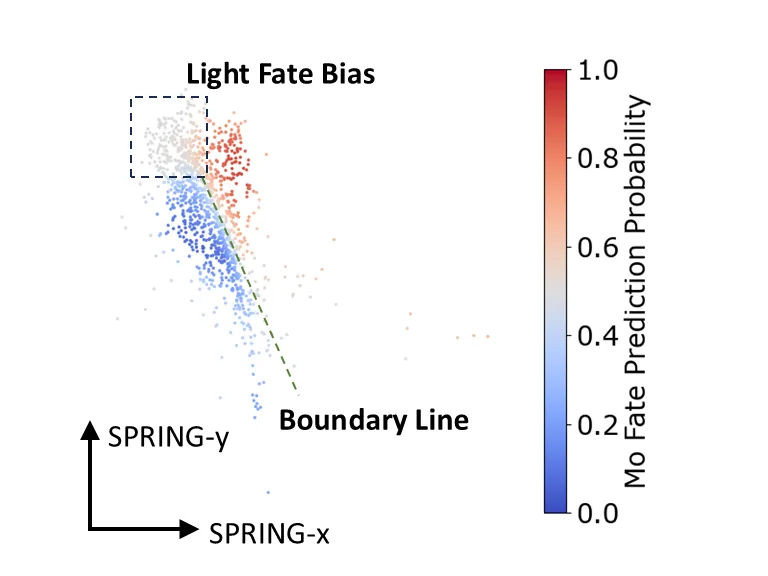 Light Fate Bias
Boundary Line
SPRING-y
SPRING-x
1.0
0.8
0.6
0.4
0.2
0.0
Mo Fate Prediction Probability